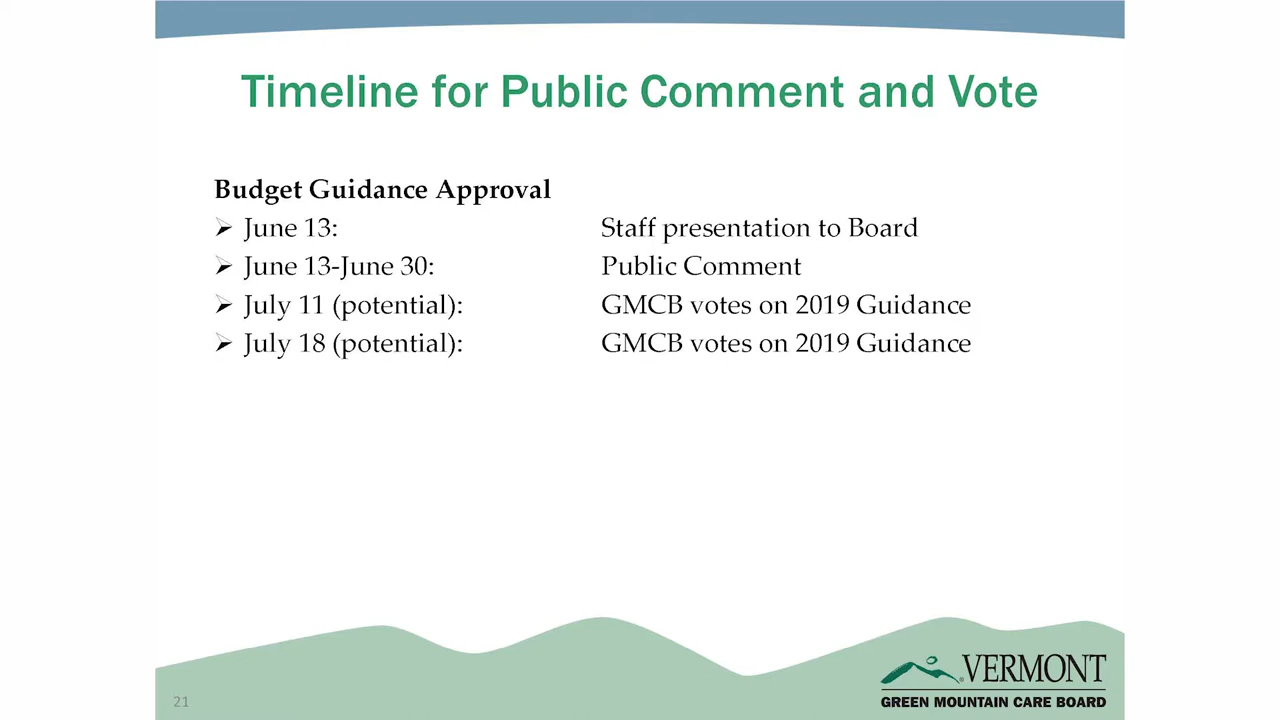 Timeline for Public Comment and Vote
Budget Guidance Approval
➢ June 13: Staff presentation to Board
➢ June 13-June 30: Public Comment
➢ July 11 (potential): GMCB votes on 2019 Guidance
➢ July 18 (potential): GMCB votes on 2019 Guidance
21
VERMONT
GREEN MOUNTAIN CARE BOARD